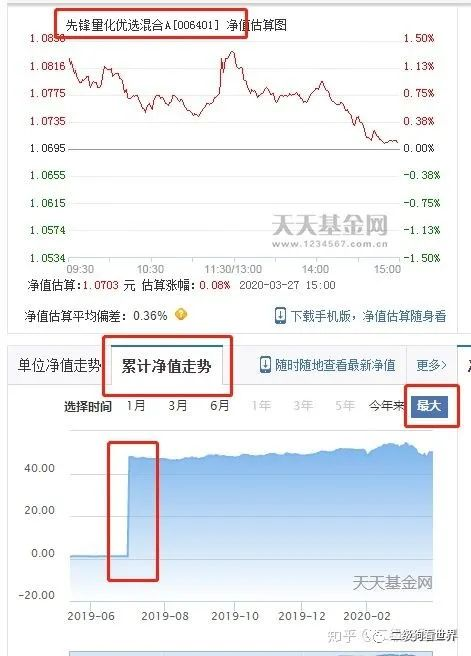 先锋量化优选混合A[006401] 净值估算图
1.0856 1.50%
1.0816 1.13%
1.0775 0.75%
1.0735 0.38%
1.0695 0.00%
1.0655 -0.38%
1.0615 -0.75%
1.0574 -1.13%
1.0534 -1.50%
天天基金网
www.1234567.com.cn
09:30 10:30 11:30/13:00 14:00 15:00
净值估算:1.0703 元 估算涨幅: 0.08% 2020-03-27 15:00
净值估算平均偏差: 0.36% 下载手机版，净值估算随身看
单位净值走势 累计净值走势 随时随地查看最新净值 更多>
选择时间 1月 3月 6月 1年 3年 5年 今年来 最大
40.00
20.00
0.00
-20.00
天天基金网
2019-06 2019-08 2019-10 2019-12 2020-02
知乎 二级狗看世界